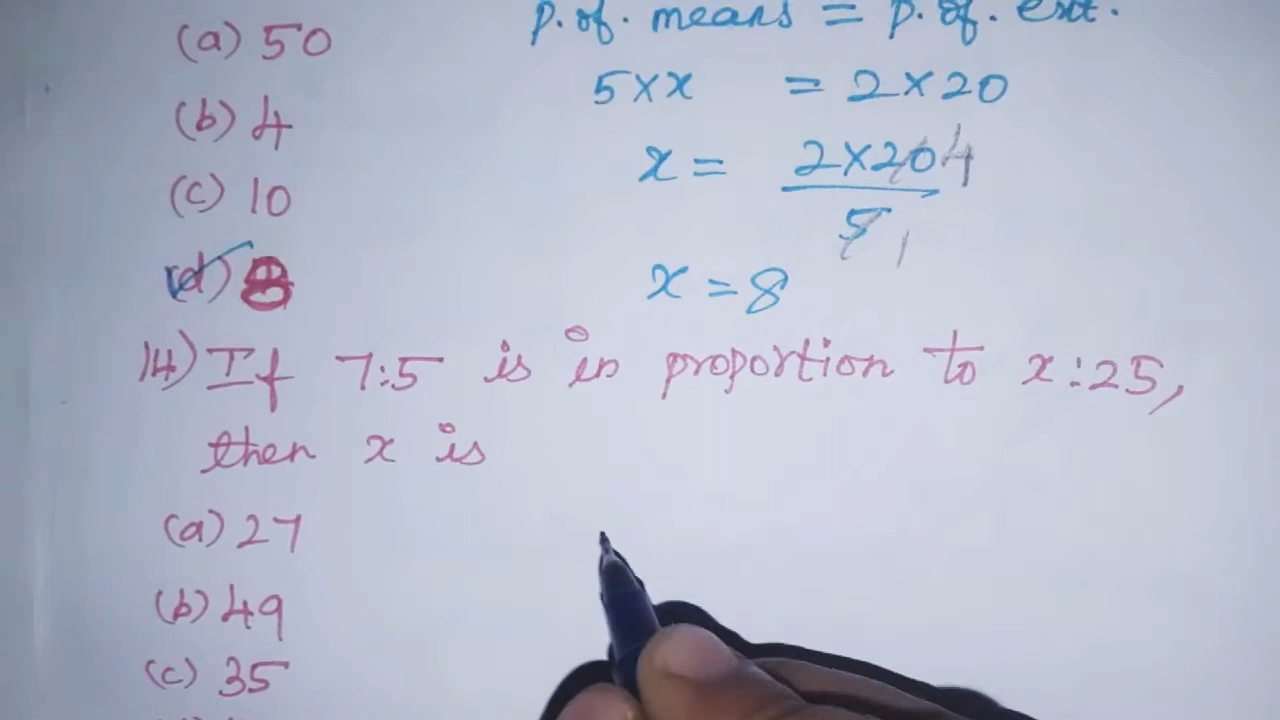 p. of. means = p. of. ext.
(a) 50
5 x x = 2 x 20
(b) 4
x = 2 x 20 4
5 1
(c) 10
(d) 8
x = 8
14) If 7:5 is in proportion to x:25,
then x is
(a) 27
(b) 49
(c) 35